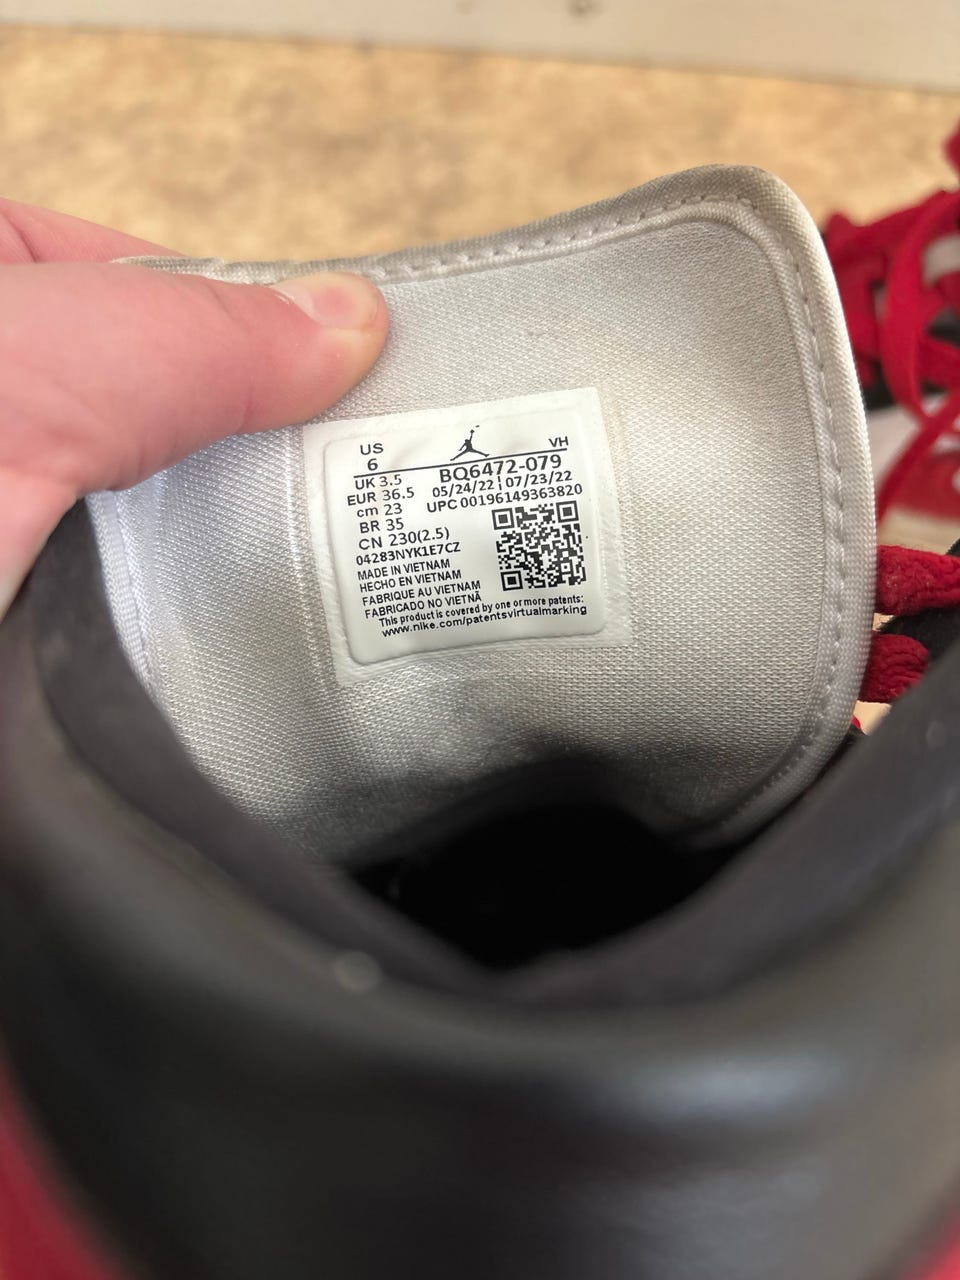 US VH
6
BQ6472-079
UK 3.5
EUR 36.5 05/24/22 | 07/23/22
cm 23 UPC 00196149363820
BR 35
CN 230(2.5)
04283NYK1E7CZ
MADE IN VIETNAM
HECHO EN VIETNAM
FABRIQUE AU VIETNAM
FABRICADO NO VIETNÃ
This product is covered by one or more patents:
www.nike.com/patentsvirtualmarking